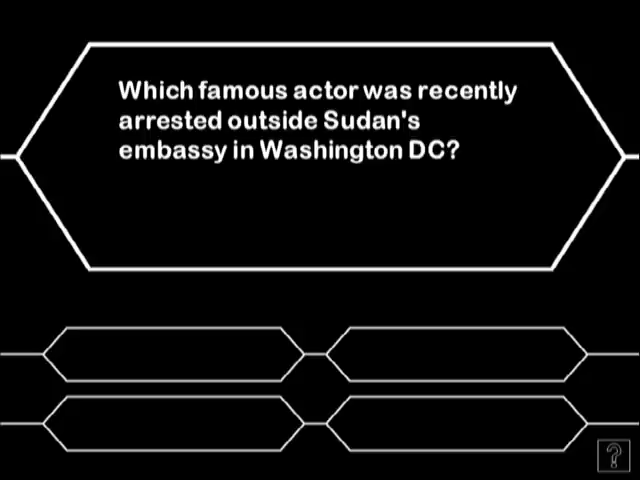 Which famous actor was recently
arrested outside Sudan's
embassy in Washington DC?
?